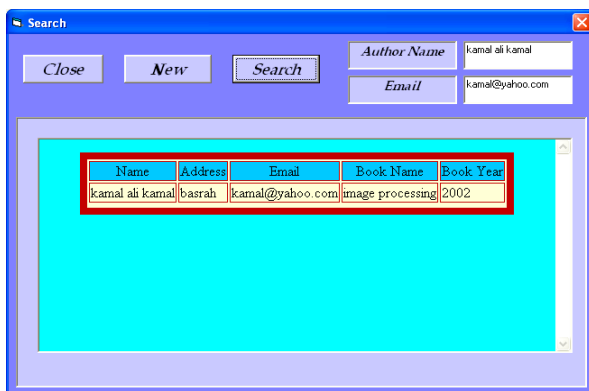 Search
Close New Search Author Name kamal ali kamal
Email kamal@yahoo.com
Name Address Email Book Name Book Year
kamal ali kamal basrah kamal@yahoo.com image processing 2002